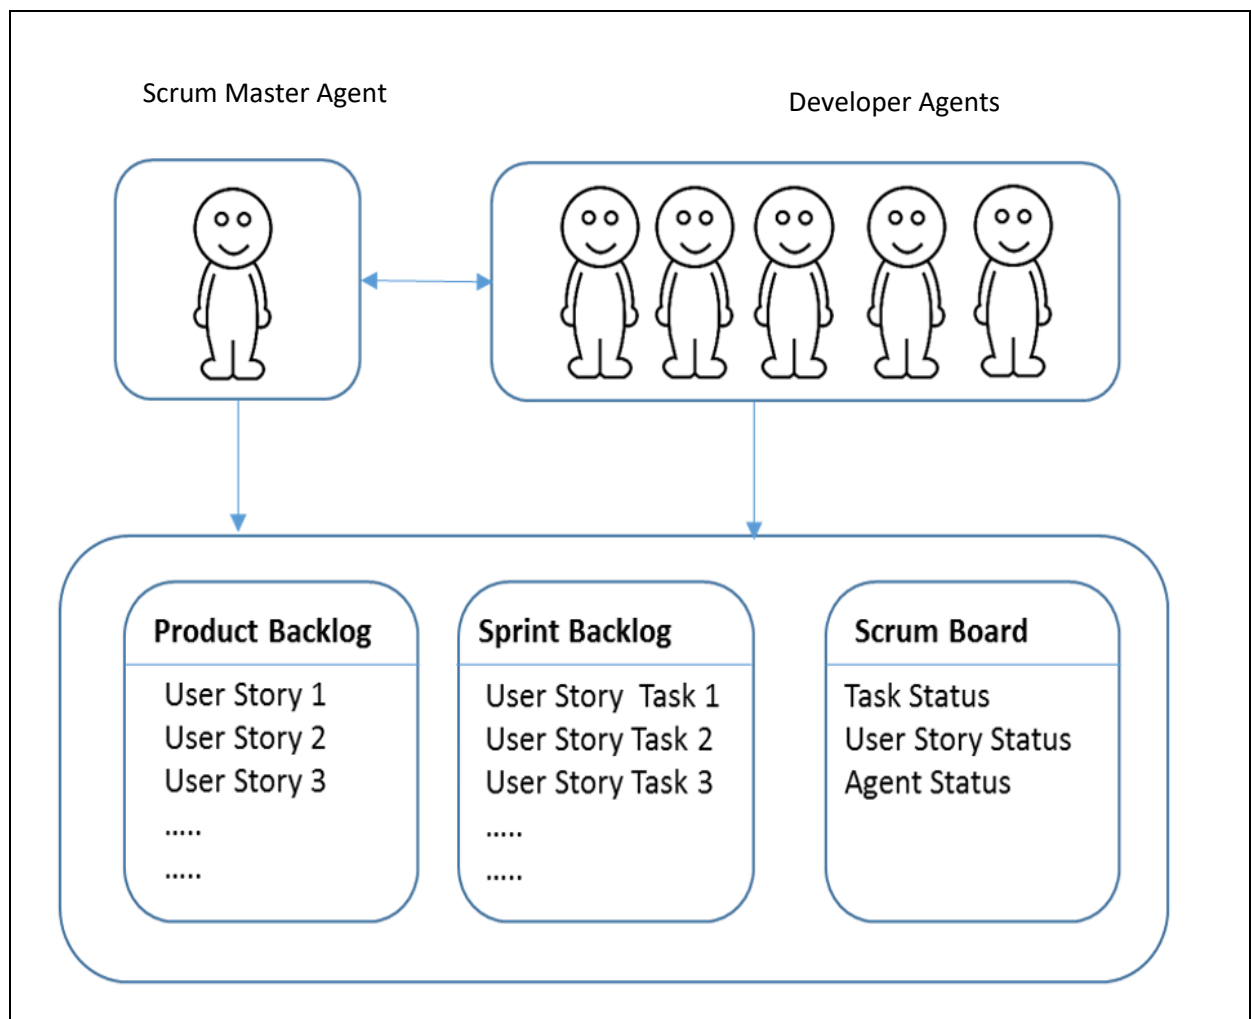 Scrum Master Agent
Developer Agents
Product Backlog
User Story 1
User Story 2
User Story 3
.....
.....
Sprint Backlog
User Story  Task 1
User Story Task 2
User Story Task 3
.....
.....
Scrum Board
Task Status
User Story Status
Agent Status